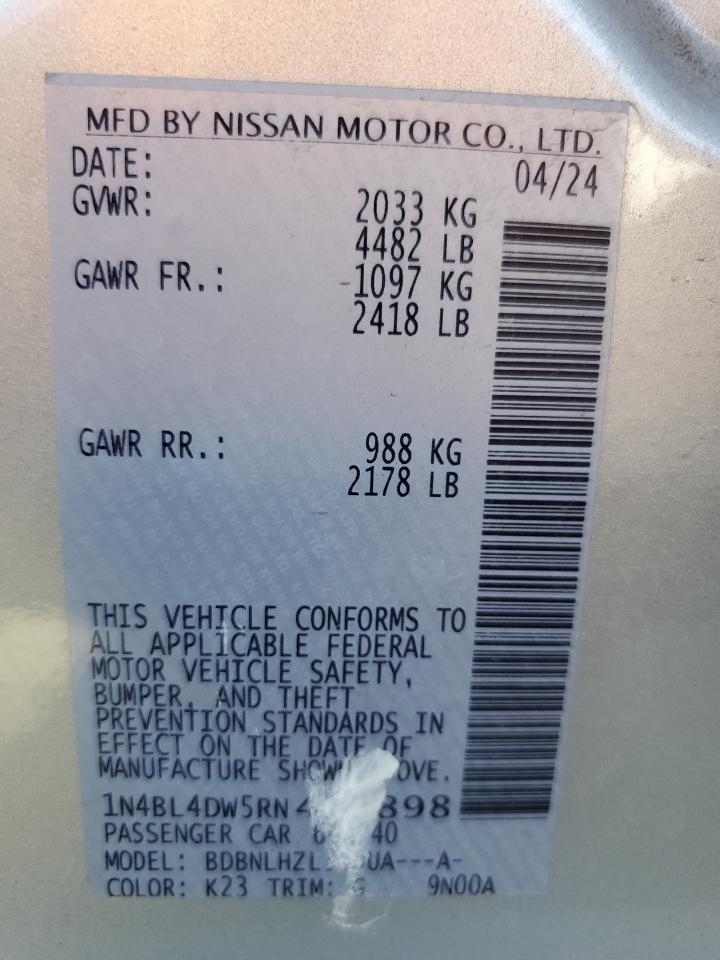 MFD BY NISSAN MOTOR CO., LTD.
DATE: 04/24
GVWR: 2033 KG
4482 LB
GAWR FR.: 1097 KG
2418 LB
GAWR RR.: 988 KG
2178 LB
THIS VEHICLE CONFORMS TO
ALL APPLICABLE FEDERAL
MOTOR VEHICLE SAFETY,
BUMPER, AND THEFT
PREVENTION STANDARDS IN
EFFECT ON THE DATE OF
MANUFACTURE
PASSENGER CAR
MODEL:
COLOR: K23 TRIM: 9N00A